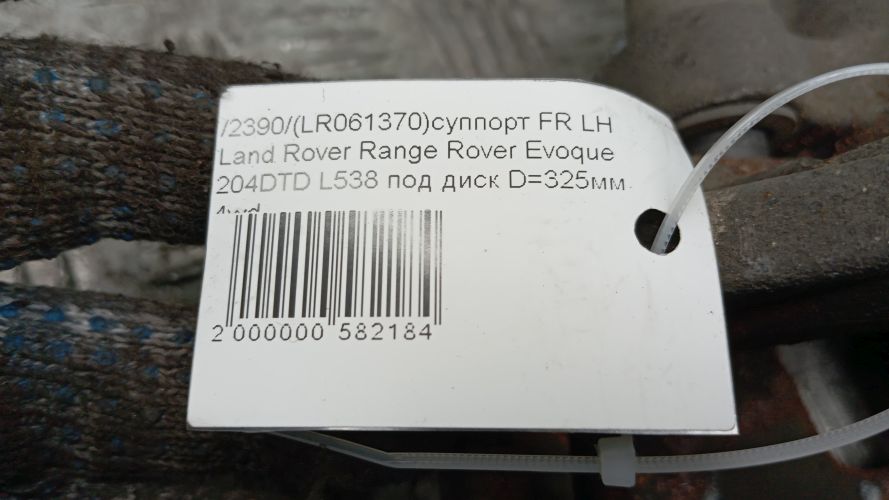 /2390/(LR061370)суппорт FR LH
Land Rover Range Rover Evoque
204DTD L538 под диск D=325мм
2 000000 582184